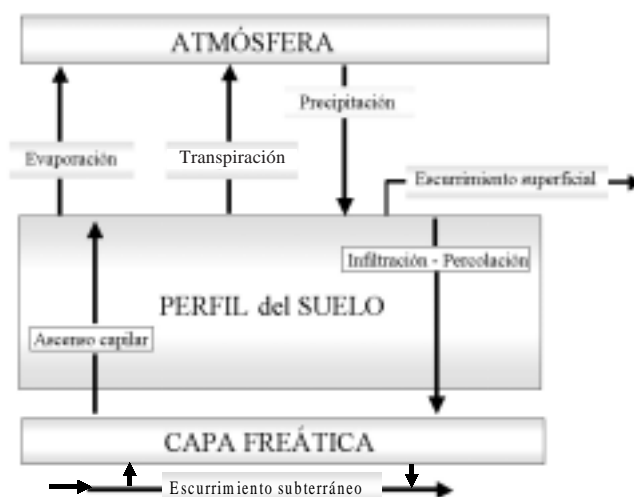 ATMÓSFERA
Precipitación
Evaporación
Transpiración
Escurrimiento superficial
Infiltración - Percolación
PERFIL del SUELO
Ascenso capilar
CAPA FREÁTICA
Escurrimiento subterráneo